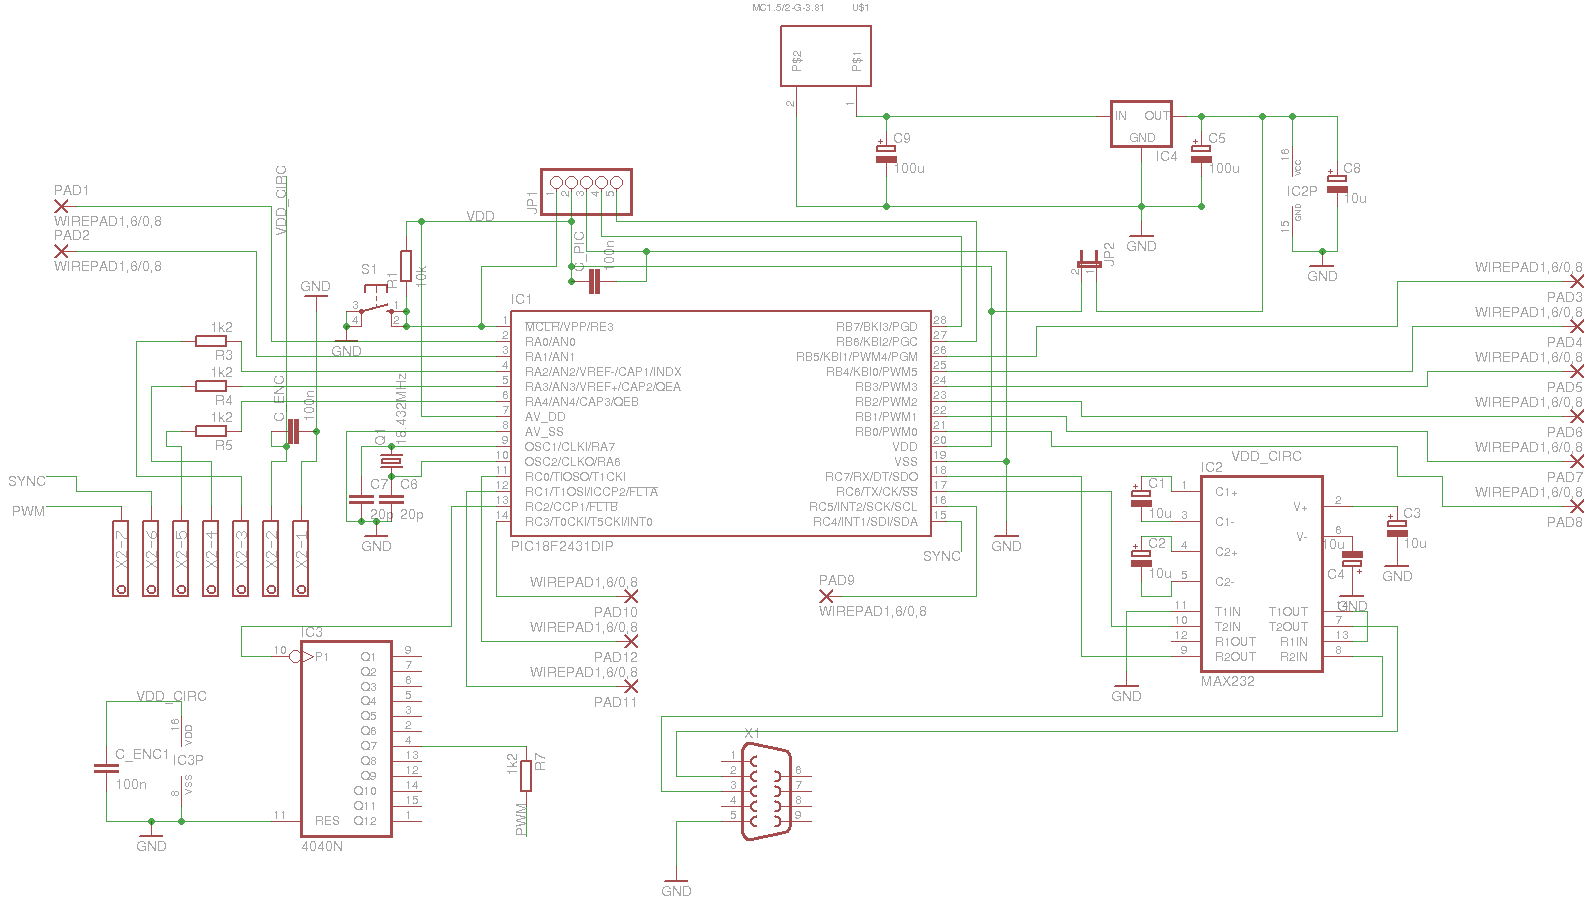 MC1.5/2-G-3.81 U$1
P$2 P$1
2 1
IN OUT
GND
IC4
C9
100u
C5
100u
16 VCC
IC2P
15 GND
C8
10u
GND
GND
PAD1
WIREPAD1,6/0,8
PAD2
WIREPAD1,6/0,8
VDD_CIRC
JP1
1 2 3 4 5
VDD
C_PIC
100n
R1
10k
S1
3 1
4 2
GND
GND
JP2
2 1
WIREPAD1,6/0,8
PAD3
WIREPAD1,6/0,8
PAD4
WIREPAD1,6/0,8
PAD5
WIREPAD1,6/0,8
PAD6
WIREPAD1,6/0,8
PAD7
WIREPAD1,6/0,8
PAD8
1k2
R3
1k2
R4
1k2
R5
C_ENC
100n
IC1
1 MCLR/VPP/RE3
2 RA0/AN0
3 RA1/AN1
4 RA2/AN2/VREF-/CAP1/INDX
5 RA3/AN3/VREF+/CAP2/QEA
6 RA4/AN4/CAP3/QEB
7 AV_DD
8 AV_SS
9 OSC1/CLKI/RA7
10 OSC2/CLKO/RA6
11 RC0/TIOSO/T1CKI
12 RC1/T1OSI/ICCP2/FLTA
13 RC2/CCP1/FLTB
14 RC3/T0CKI/T5CKI/INT0
RB7/BKI3/PGD 28
RB6/KBI2/PGC 27
RB5/KBI1/PWM4/PGM 26
RB4/KBI0/PWM5 25
RB3/PWM3 24
RB2/PWM2 23
RB1/PWM1 22
RB0/PWM0 21
VDD 20
VSS 19
RC7/RX/DT/SDO 18
RC6/TX/CK/SS 17
RC5/INT2/SCK/SCL 16
RC4/INT1/SDI/SDA 15
PIC18F2431DIP
SYNC
GND
Q1
18.432MHz
C7 C6
20p 20p
GND
SYNC
PWM
X2-7
X2-6
X2-5
X2-4
X2-3
X2-2
X2-1
WIREPAD1,6/0,8
PAD10
WIREPAD1,6/0,8
PAD12
WIREPAD1,6/0,8
PAD11
PAD9
WIREPAD1,6/0,8
VDD_CIRC
IC2
C1
10u
C2
10u
1 C1+
3 C1-
4 C2+
5 C2-
11 T1IN
10 T2IN
12 R1OUT
9 R2OUT
V+ 2
V- 6
T1OUT 14
T2OUT 7
R1IN 13
R2IN 8
MAX232
C3
10u
GND
10u
C4
GND
GND
IC3
10 P1
11 RES
Q1 9
Q2 7
Q3 6
Q4 5
Q5 3
Q6 2
Q7 4
Q8 13
Q9 12
Q10 14
Q11 15
Q12 1
4040N
VDD_CIRC
16 VDD
IC3P
8 VSS
C_ENC1
100n
GND
1k2
R7
PWM
X1
1
2
3
4
5
6
7
8
9
GND